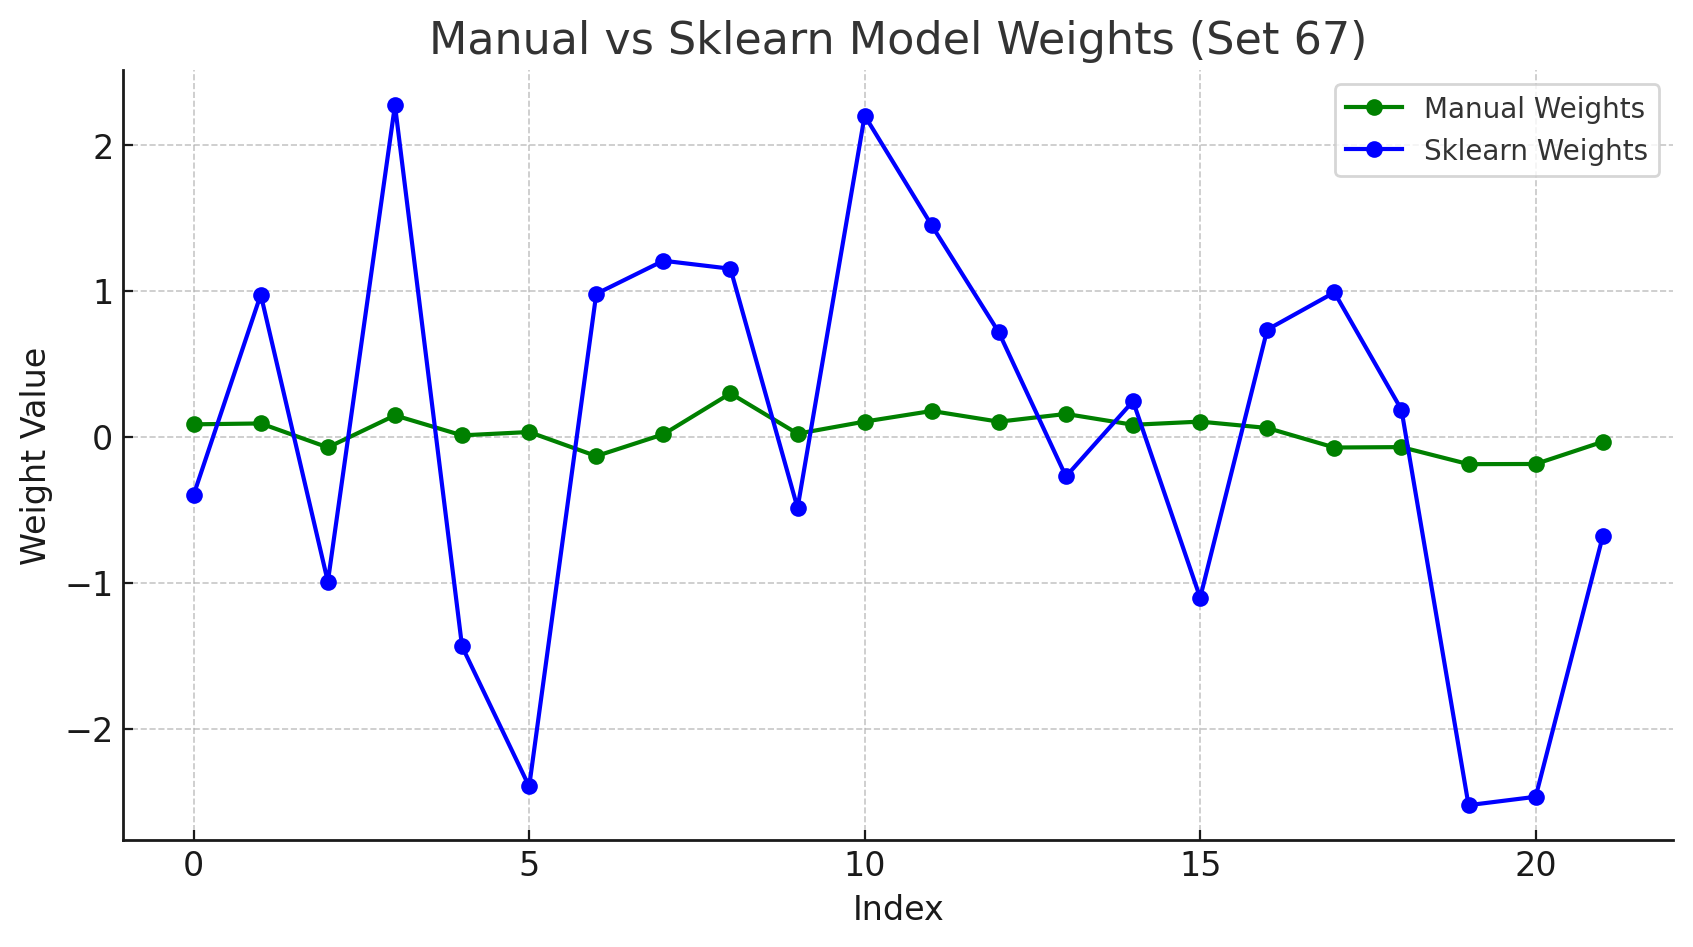 Manual vs Sklearn Model Weights (Set 67)
Manual Weights
Sklearn Weights
2
1
0
−1
−2
Weight Value
0 5 10 15 20
Index